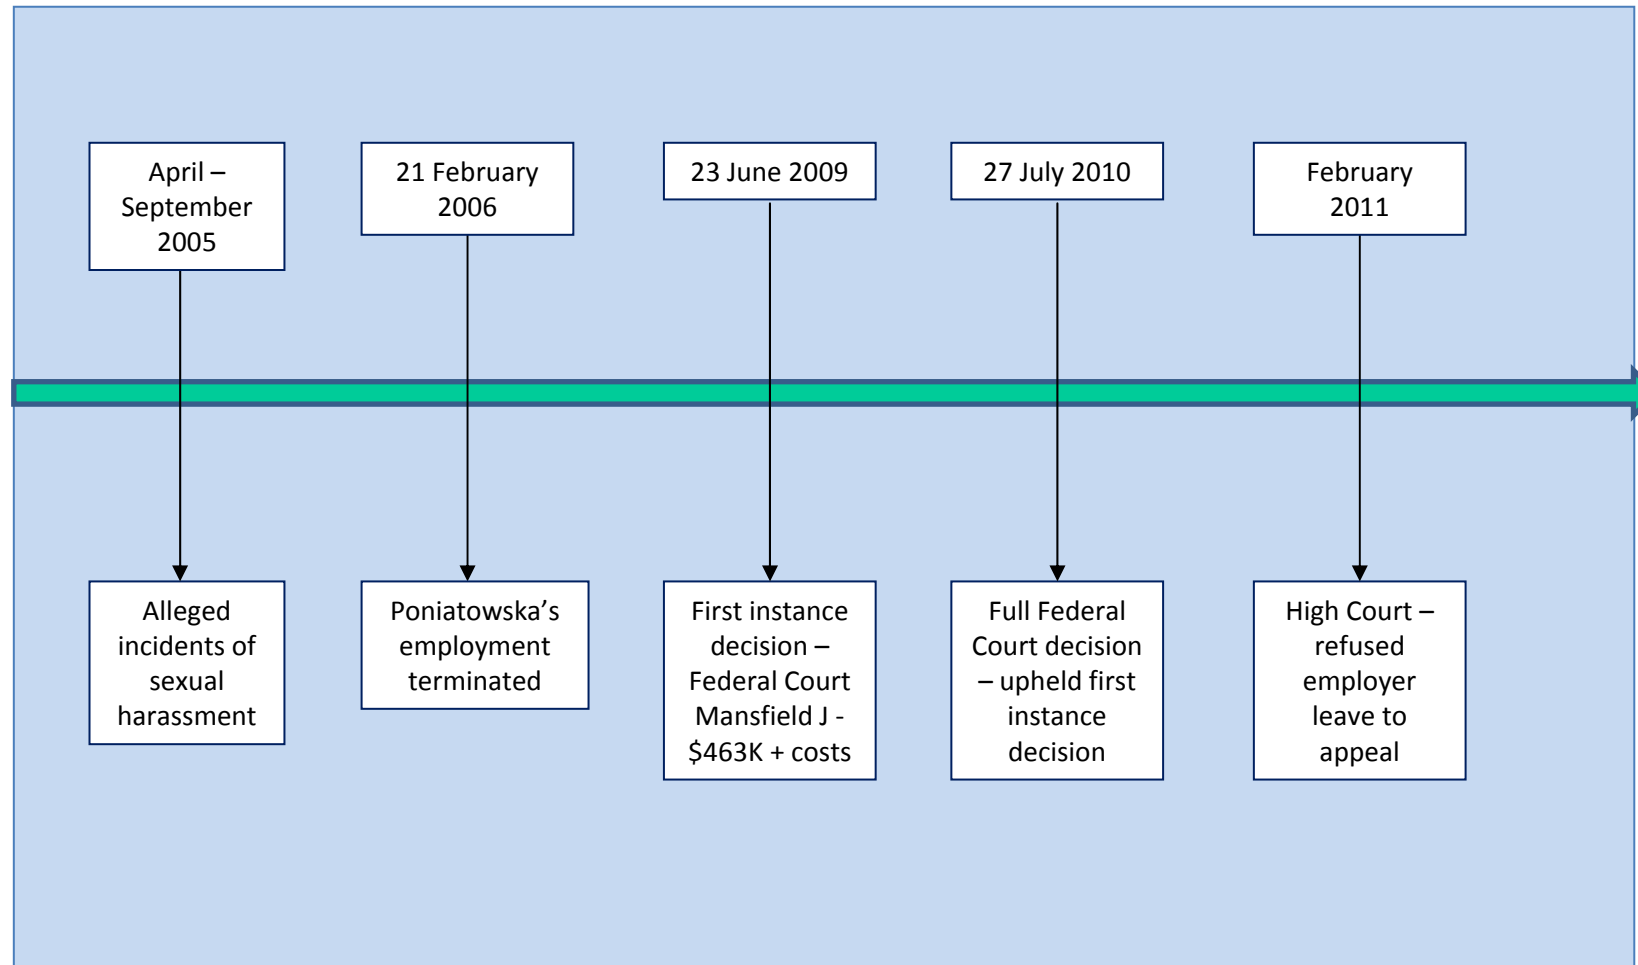 April –
September
2005
21 February
2006
23 June 2009
27 July 2010
February
2011
Alleged
incidents of
sexual
harassment
Poniatowska’s
employment
terminated
First instance
decision –
Federal Court
Mansfield J -
$463K + costs
Full Federal
Court decision
– upheld first
instance
decision
High Court –
refused
employer
leave to
appeal